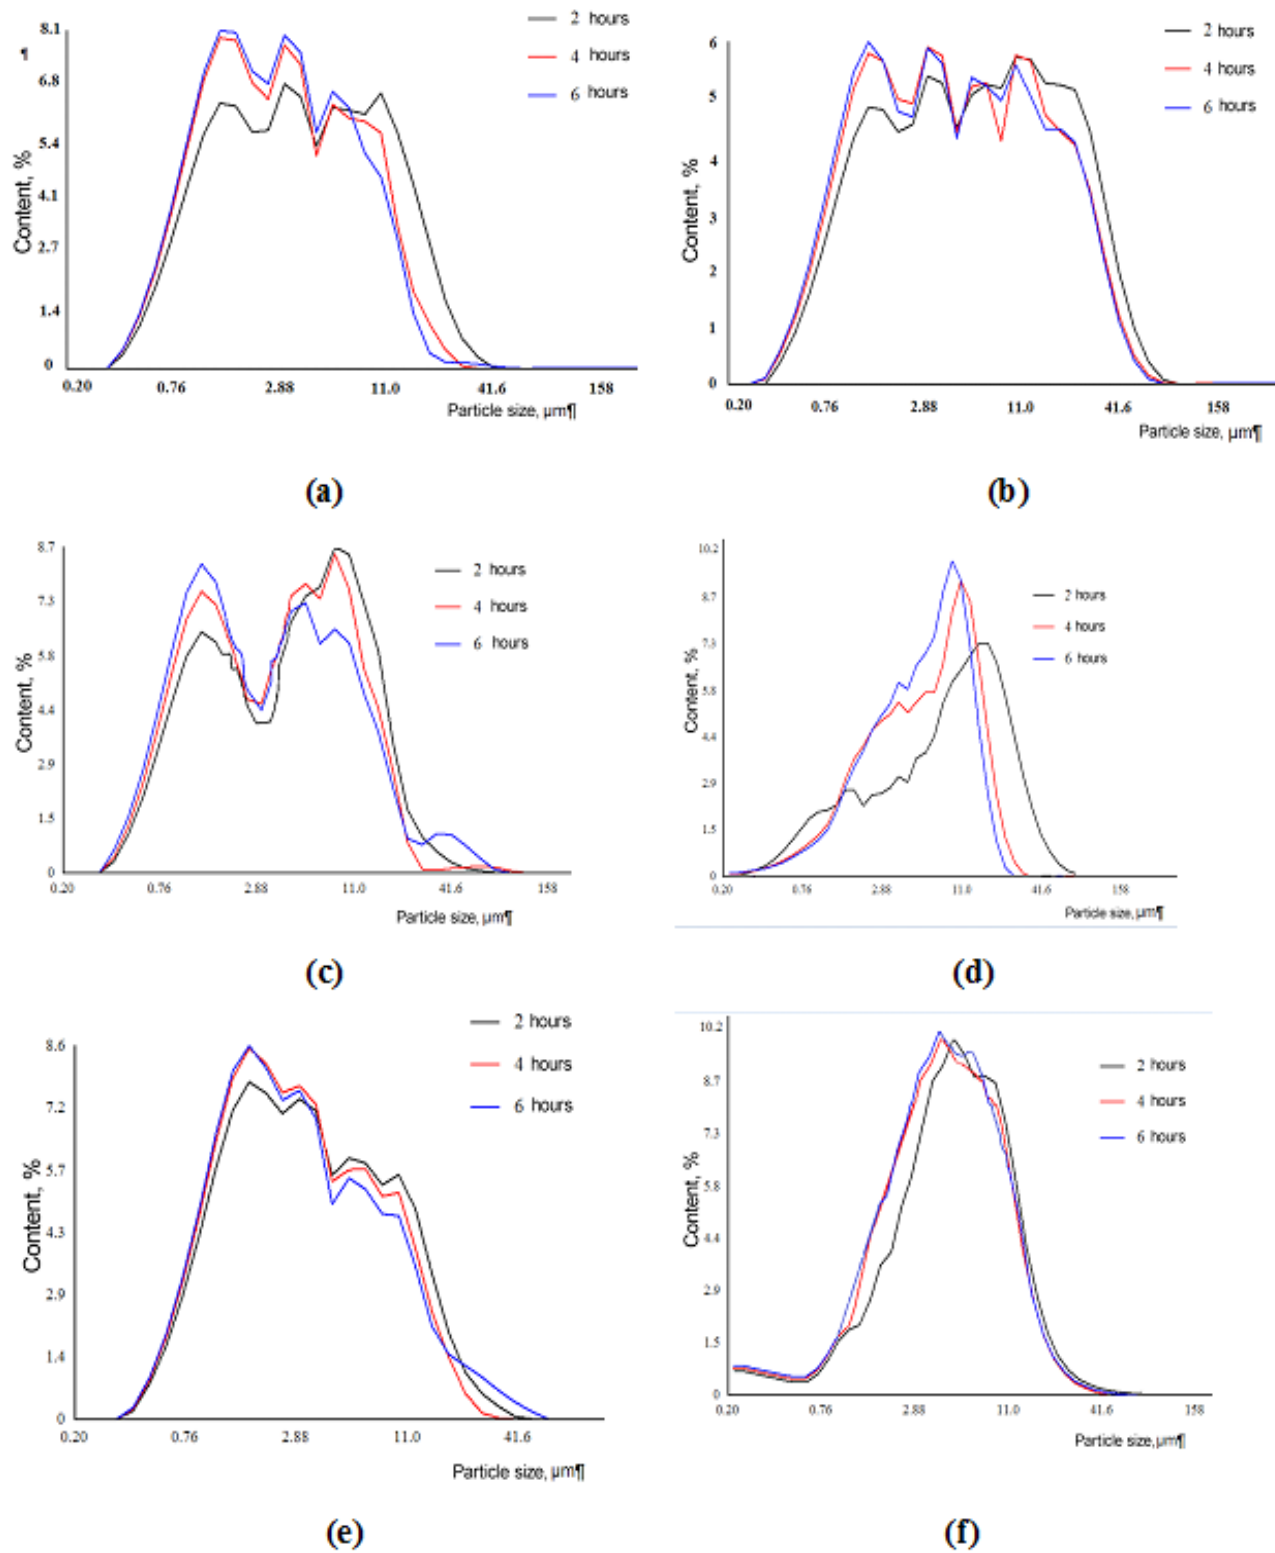 8.1
¶
6.8
5.4
4.1
2.7
1.4
0
Content, %
2 hours
4 hours
6 hours
0.20 0.76 2.88 11.0 41.6 158
Particle size, µm¶
(a)
6
5
4
3
2
1
0
Content, %
2 hours
4 hours
6 hours
0.20 0.76 2.88 11.0 41.6 158
Particle size, µm¶
(b)
8.7
7.3
5.8
4.4
2.9
1.5
0
Content, %
2 hours
4 hours
6 hours
0.20 0.76 2.88 11.0 41.6 158
Particle size, µm¶
(c)
10.2
8.7
7.3
5.8
4.4
2.9
1.5
0
Content, %
2 hours
4 hours
6 hours
0.20 0.76 2.88 11.0 41.6 158
Particle size, µm¶
(d)
8.6
7.2
5.7
4.3
2.9
1.4
0
Content, %
2 hours
4 hours
6 hours
0.20 0.76 2.88 11.0 41.6
Particle size, µm¶
(e)
10.2
8.7
7.3
5.8
4.4
2.9
1.5
0
Content, %
2 hours
4 hours
6 hours
0.20 0.76 2.88 11.0 41.6 158
Particle size, µm¶
(f)